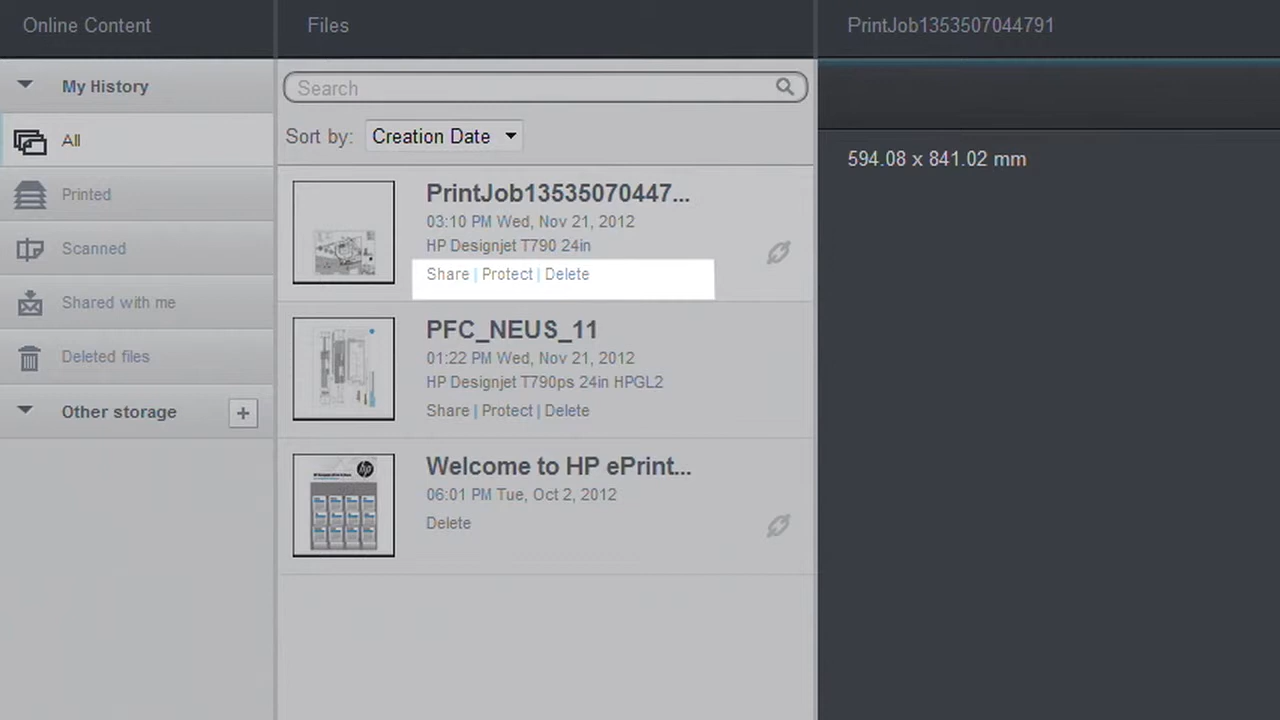 Online Content
Files
PrintJob1353507044791
My History
All
Printed
Scanned
Shared with me
Deleted files
Other storage
+
Search
Sort by: Creation Date
PrintJob13535070447...
03:10 PM Wed, Nov 21, 2012
HP Designjet T790 24in
Share | Protect | Delete
PFC_NEUS_11
01:22 PM Wed, Nov 21, 2012
HP Designjet T790ps 24in HPGL2
Share | Protect | Delete
hp
Welcome to HP ePrint...
06:01 PM Tue, Oct 2, 2012
Delete
594.08 x 841.02 mm